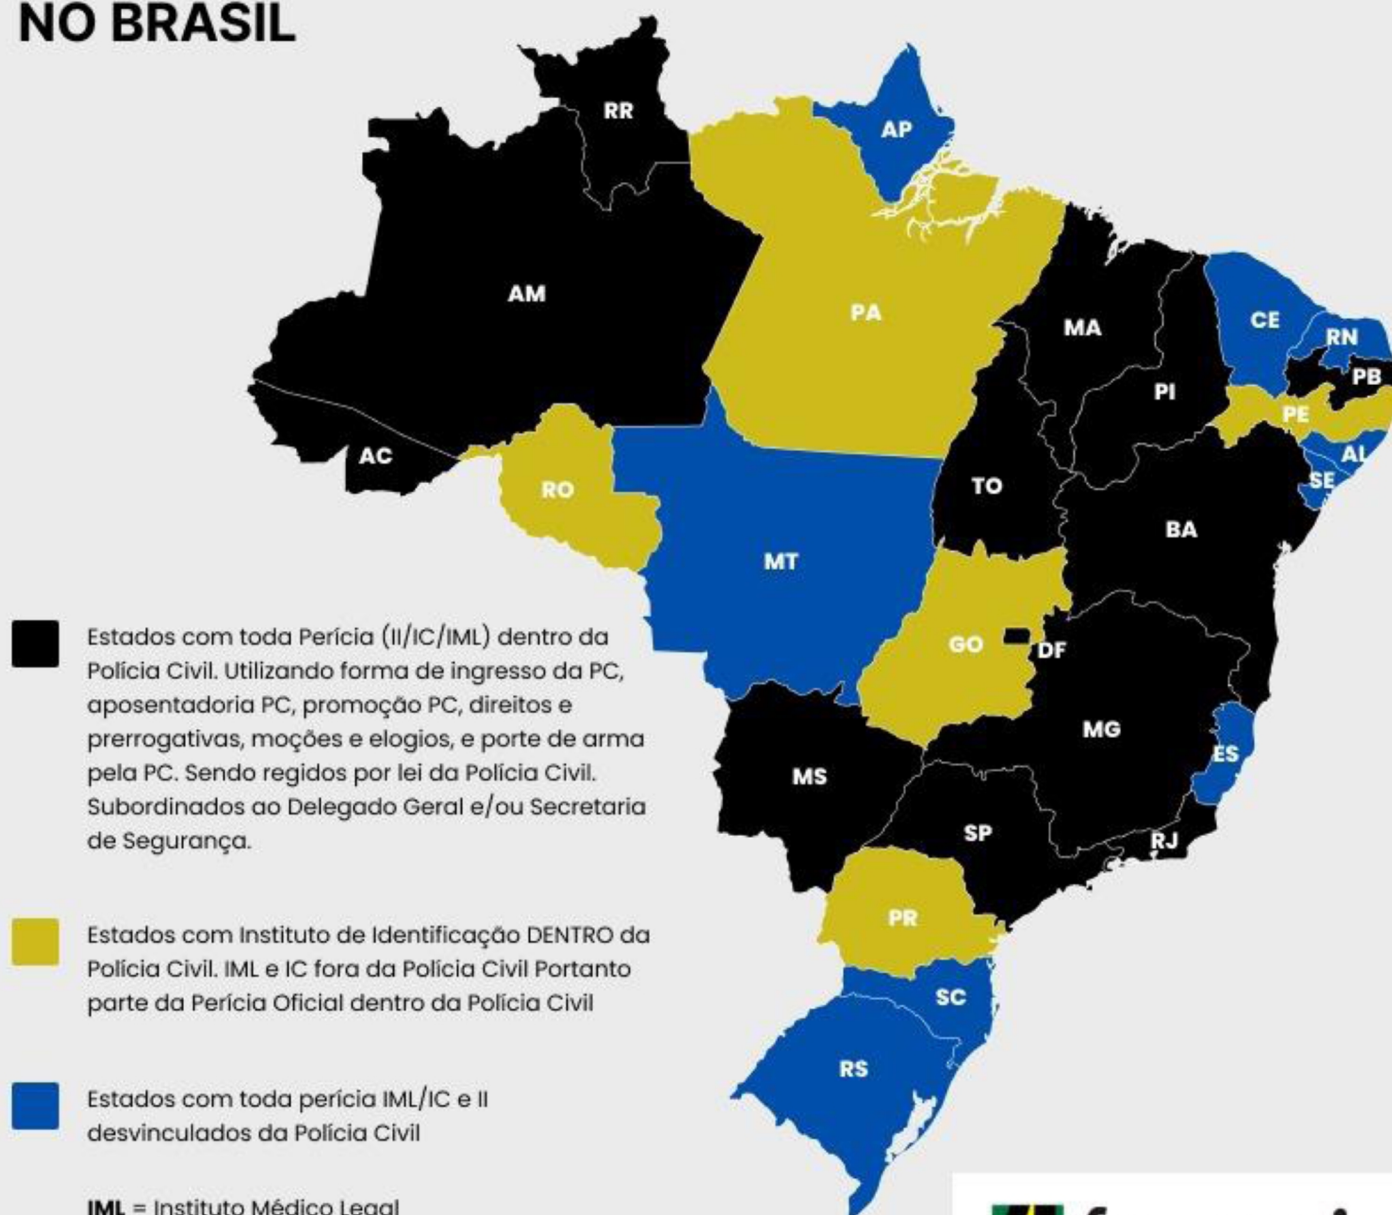 NO BRASIL
RR
AP
AM
PA
MA
CE
RN
PB
PI
PE
AL
AC
SE
RO
TO
BA
MT
GO
DF
MG
ES
MS
SP
RJ
PR
SC
RS
Estados com toda Perícia (II/IC/IML) dentro da
Polícia Civil. Utilizando forma de ingresso da PC,
aposentadoria PC, promoção PC, direitos e
prerrogativas, moções e elogios, e porte de arma
pela PC. Sendo regidos por lei da Polícia Civil.
Subordinados ao Delegado Geral e/ou Secretaria
de Segurança.
Estados com Instituto de Identificação DENTRO da
Polícia Civil. IML e IC fora da Polícia Civil Portanto
parte da Perícia Oficial dentro da Polícia Civil
Estados com toda perícia IML/IC e II
desvinculados da Polícia Civil
IML = Instituto Médico Legal